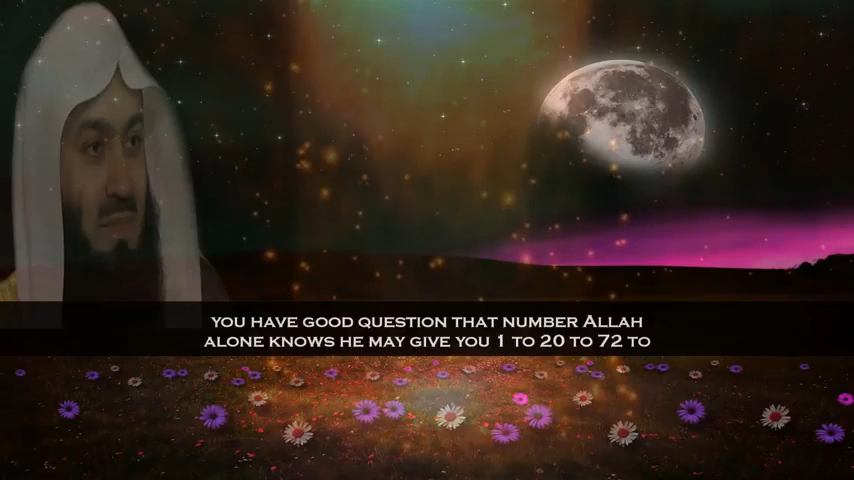 YOU HAVE GOOD QUESTION THAT NUMBER ALLAH
ALONE KNOWS HE MAY GIVE YOU 1 TO 20 TO 72 TO